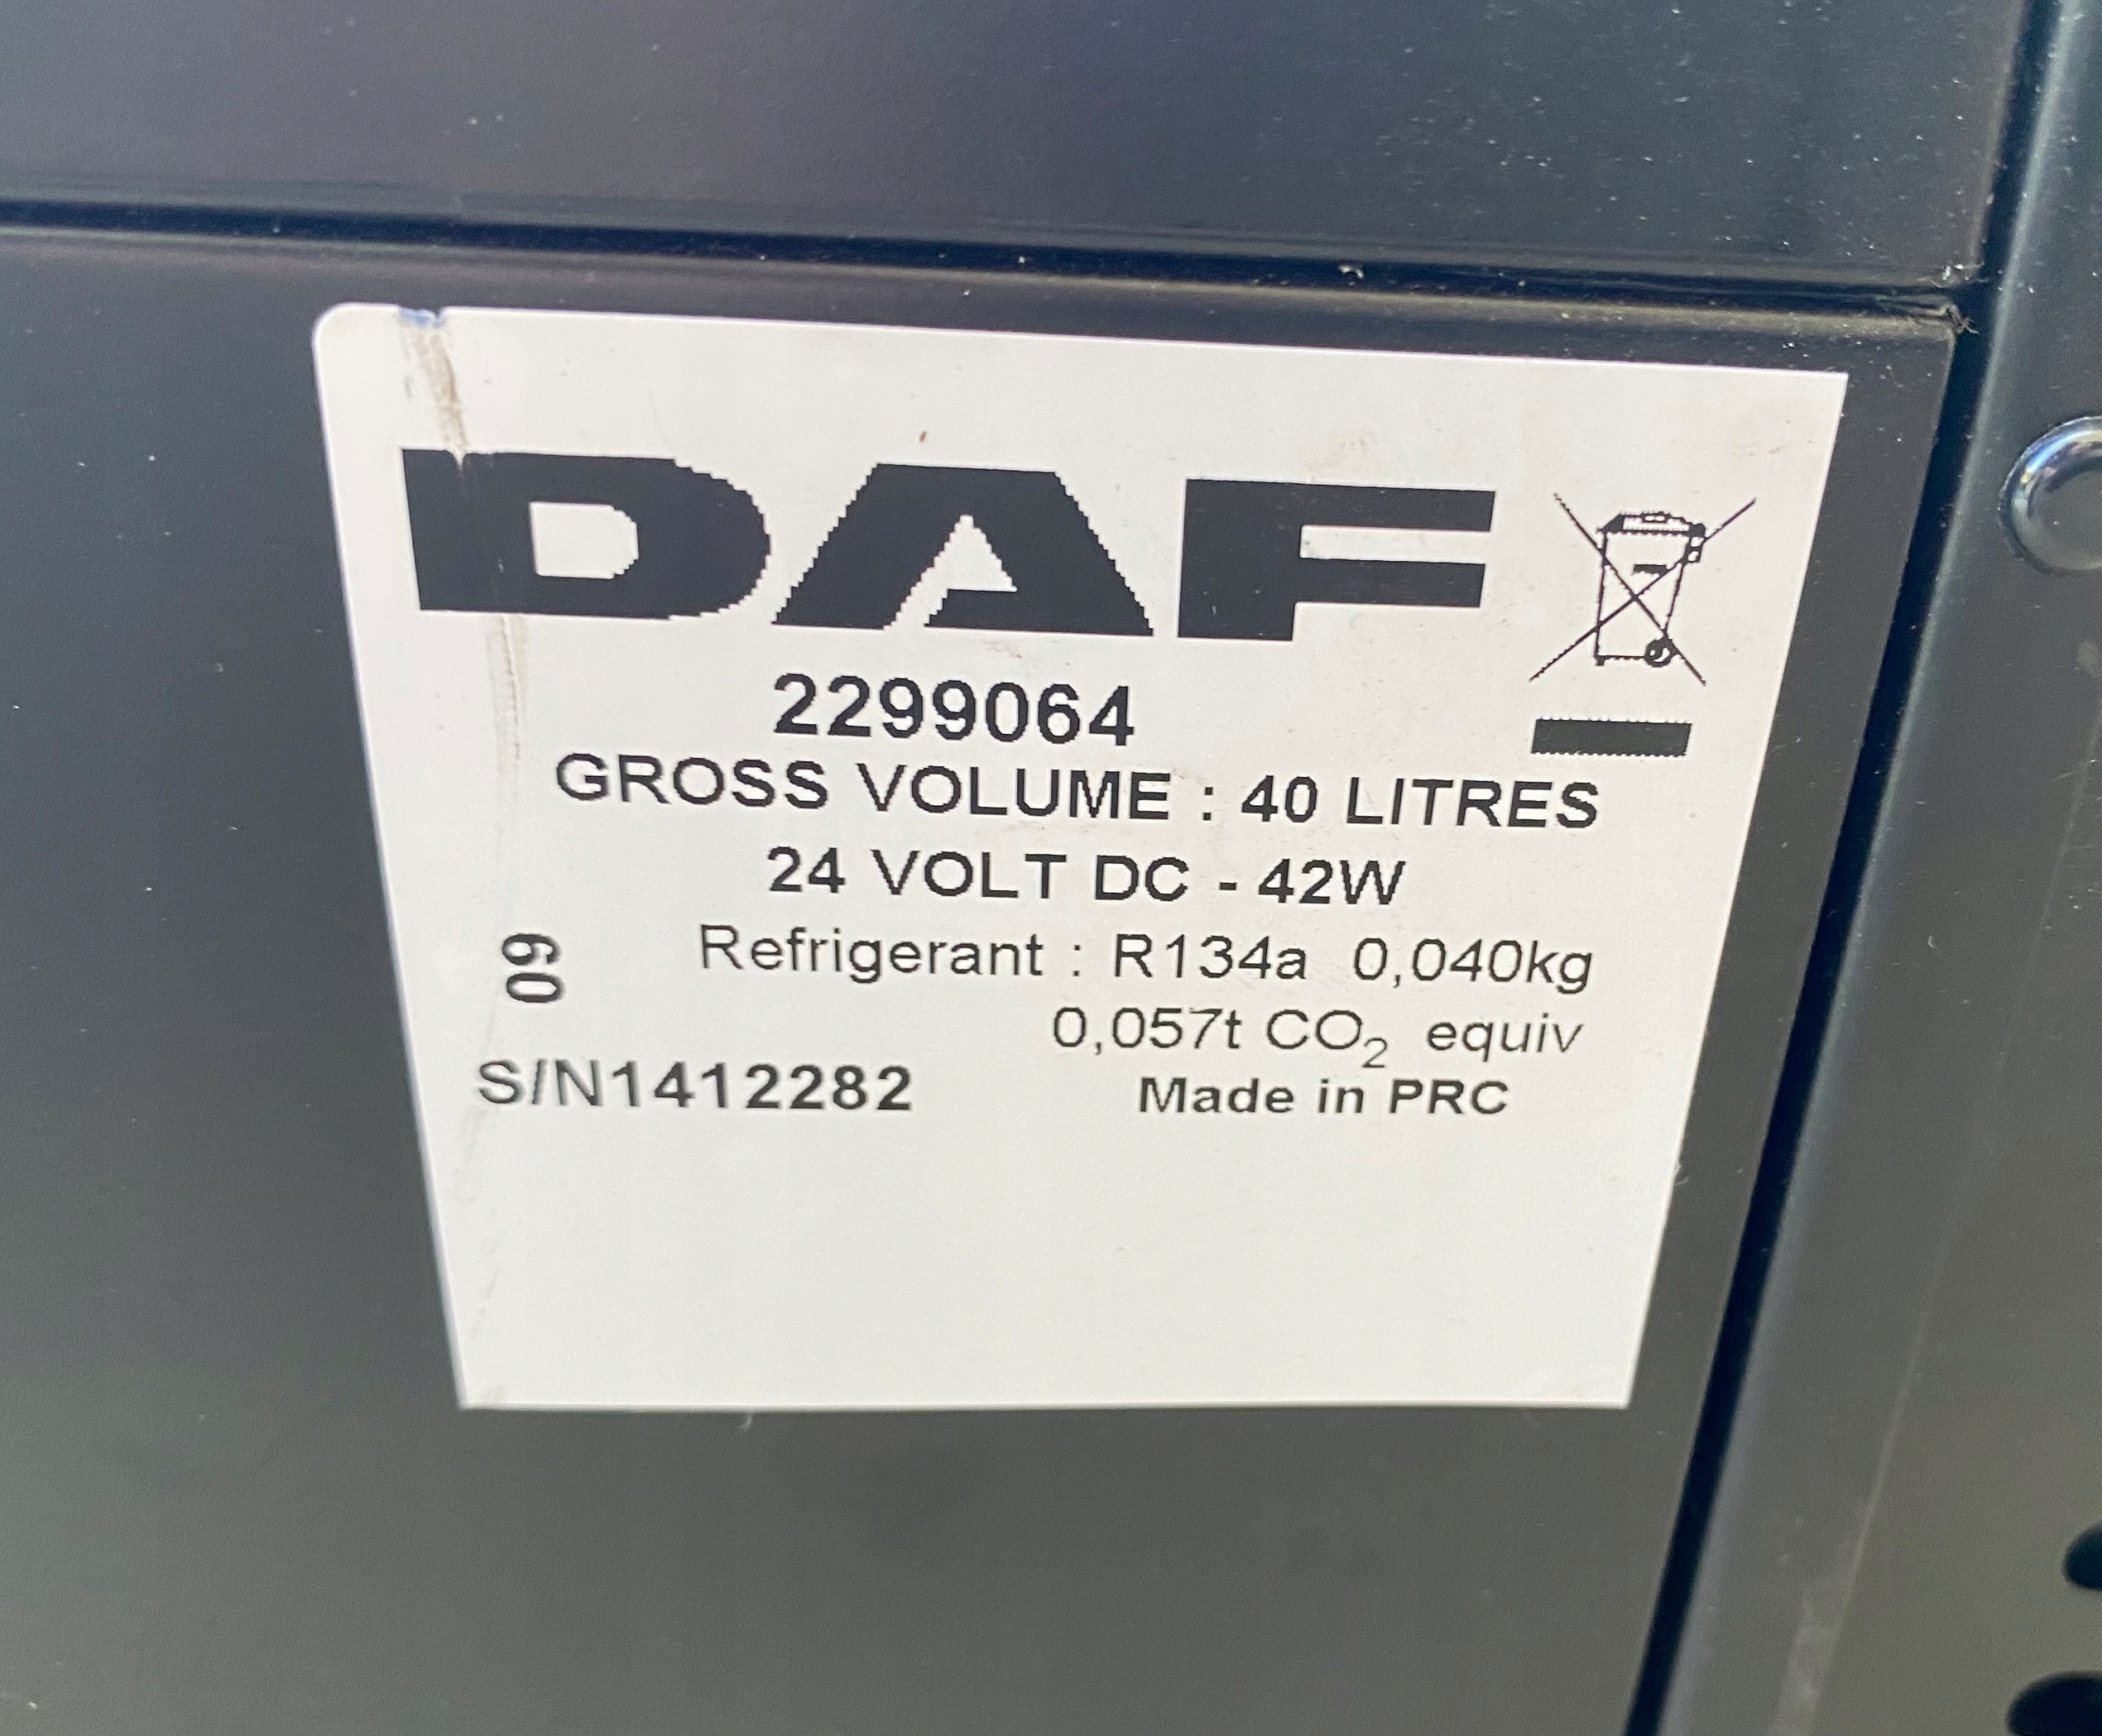 DAF
2299064
GROSS VOLUME : 40 LITRES
24 VOLT DC - 42W
Refrigerant : R134a 0,040kg
09
0,057t CO₂ equiv
S/N1412282
Made in PRC